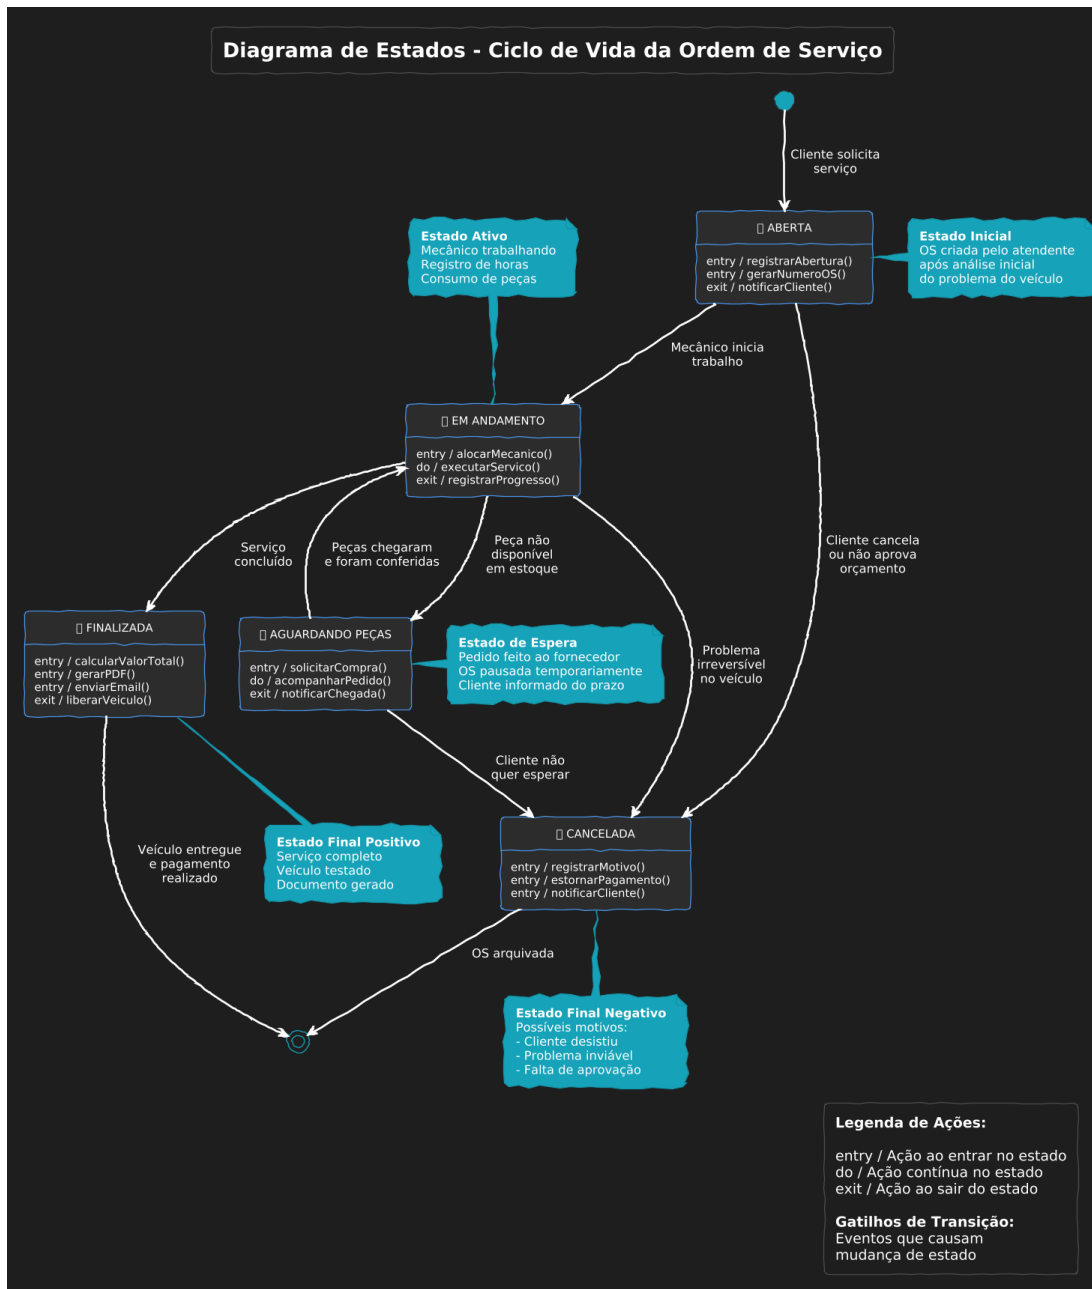 Diagrama de Estados - Ciclo de Vida da Ordem de Serviço
Cliente solicita
serviço
ABERTA
entry / registrarAbertura()
entry / gerarNumeroOS()
exit / notificarCliente()
Estado Inicial
OS criada pelo atendente
após análise inicial
do problema do veículo
Estado Ativo
Mecânico trabalhando
Registro de horas
Consumo de peças
Mecânico inicia
trabalho
EM ANDAMENTO
entry / alocarMecanico()
do / executarServico()
exit / registrarProgresso()
Serviço
concluído
Peças chegaram
e foram conferidas
Peça não
disponível
em estoque
Cliente cancela
ou não aprova
orçamento
FINALIZADA
entry / calcularValorTotal()
entry / gerarPDF()
entry / enviarEmail()
exit / liberarVeiculo()
AGUARDANDO PEÇAS
entry / solicitarCompra()
do / acompanharPedido()
exit / notificarChegada()
Estado de Espera
Pedido feito ao fornecedor
OS pausada temporariamente
Cliente informado do prazo
Problema
irreversível
no veículo
Cliente não
quer esperar
Veículo entregue
e pagamento
realizado
Estado Final Positivo
Serviço completo
Veículo testado
Documento gerado
CANCELADA
entry / registrarMotivo()
entry / estornarPagamento()
entry / notificarCliente()
OS arquivada
Estado Final Negativo
Possíveis motivos:
- Cliente desistiu
- Problema inviável
- Falta de aprovação
Legenda de Ações:
entry / Ação ao entrar no estado
do / Ação contínua no estado
exit / Ação ao sair do estado
Gatilhos de Transição:
Eventos que causam
mudança de estado